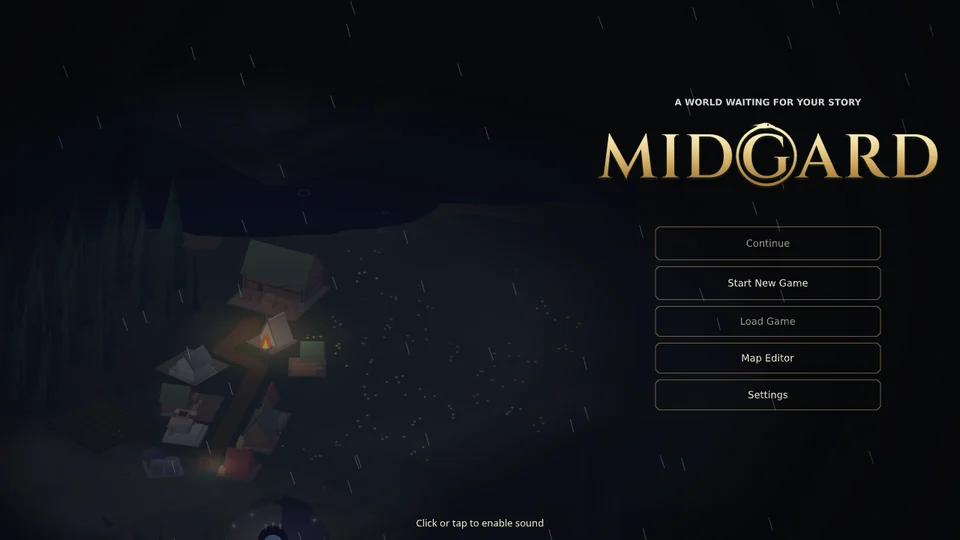 A WORLD WAITING FOR YOUR STORY
MIDGARD
Continue
Start New Game
Load Game
Map Editor
Settings
Click or tap to enable sound